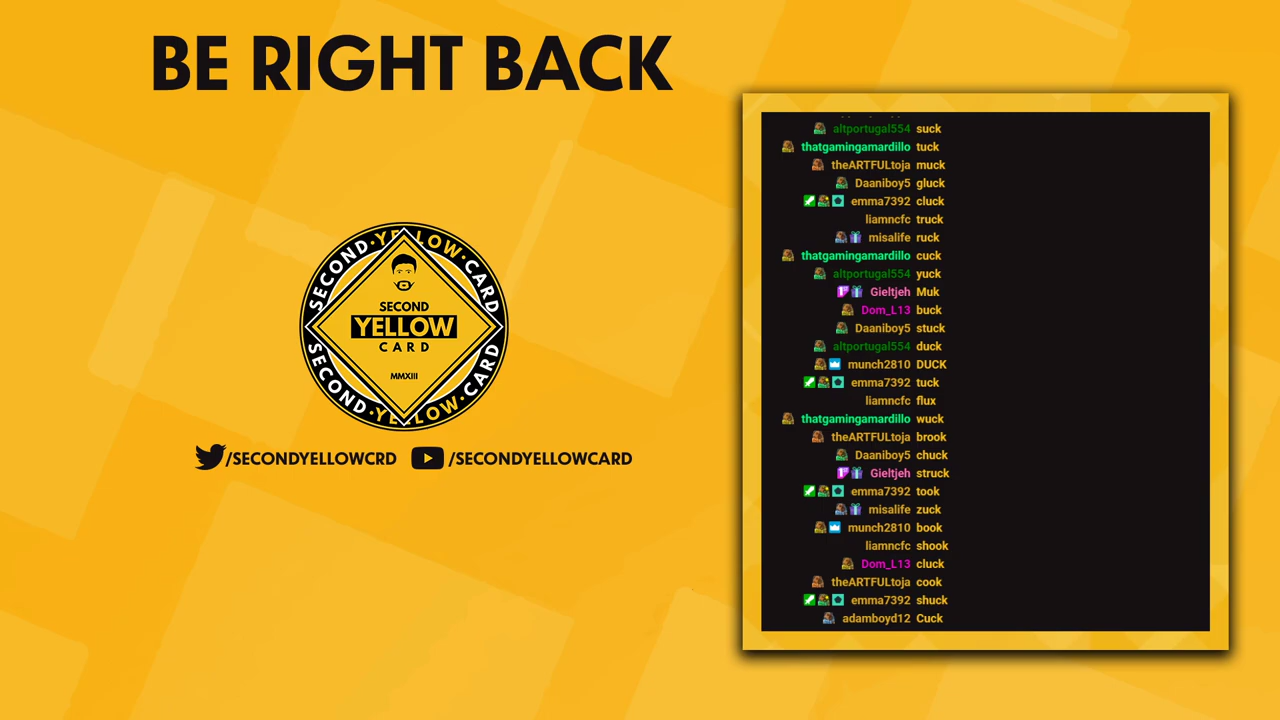 BE RIGHT BACK
SECOND·YELLOW·CARD
SECOND
YELLOW
CARD
MMXIII
SECOND·YELLOW·CARD
/SECONDYELLOWCRD /SECONDYELLOWCARD
altportugal554 suck
thatgamingamardillo tuck
theARTFULtoja muck
Daaniboy5 gluck
emma7392 cluck
liamncfc truck
misalife ruck
thatgamingamardillo cuck
altportugal554 yuck
Gieltjeh Muk
Dom_L13 buck
Daaniboy5 stuck
altportugal554 duck
munch2810 DUCK
emma7392 tuck
liamncfc flux
thatgamingamardillo wuck
theARTFULtoja brook
Daaniboy5 chuck
Gieltjeh struck
emma7392 took
misalife zuck
munch2810 book
liamncfc shook
Dom_L13 cluck
theARTFULtoja cook
emma7392 shuck
adamboyd12 Cuck